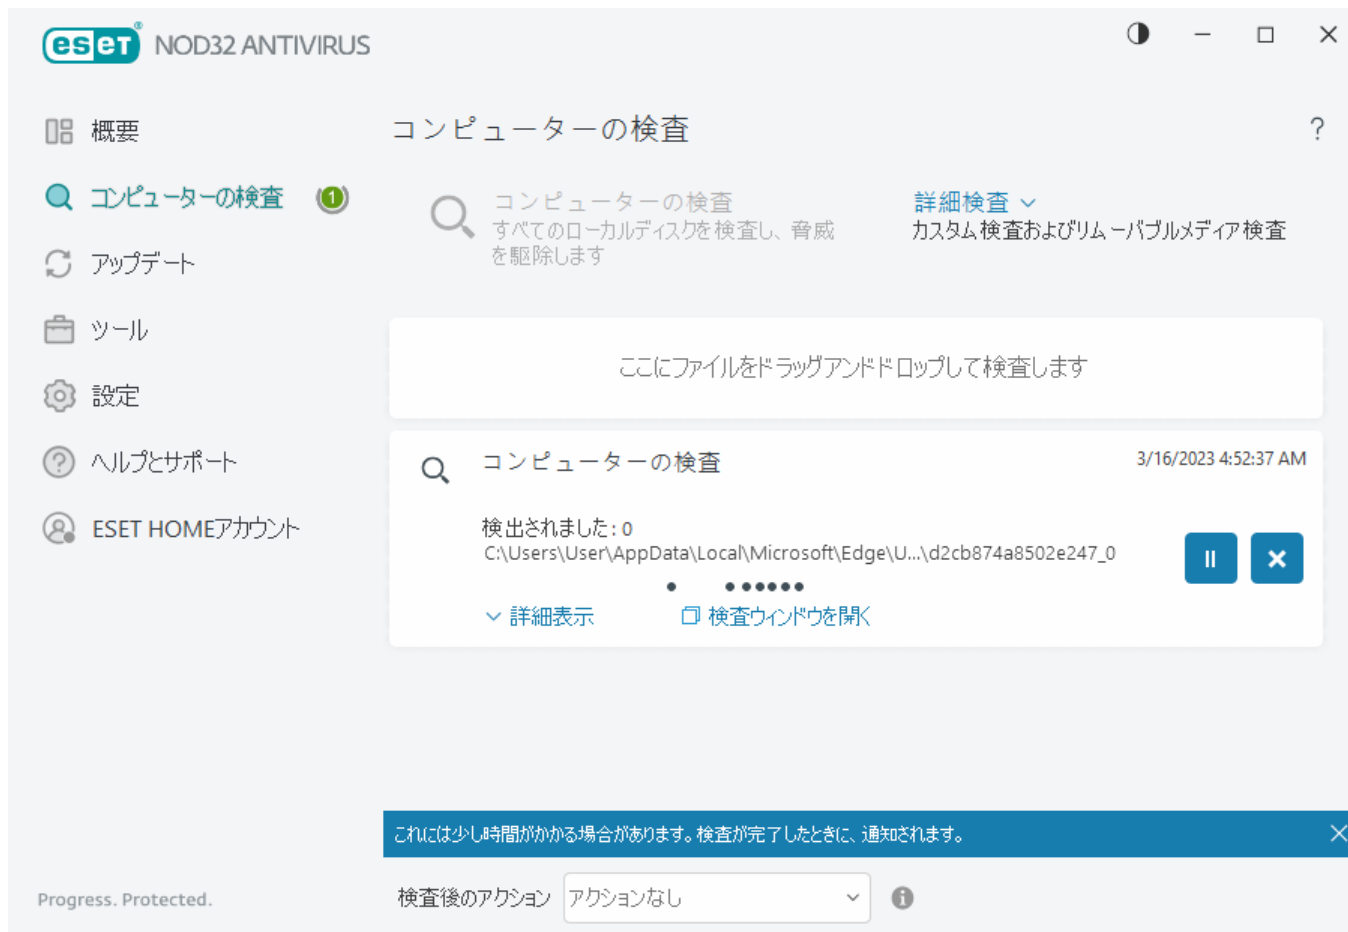 eseT® NOD32 ANTIVIRUS
概要
コンピューターの検査 1
アップデート
ツール
設定
ヘルプとサポート
ESET HOMEアカウント
Progress. Protected.
コンピューターの検査
?
コンピューターの検査
すべてのローカルディスクを検査し、脅威
を駆除します
詳細検査
カスタム検査およびリムーバブルメディア検査
ここにファイルをドラッグアンドドロップして検査します
コンピューターの検査
3/16/2023 4:52:37 AM
検出されました: 0
C:\Users\User\AppData\Local\Microsoft\Edge\U...\d2cb874a8502e247_0
詳細表示
検査ウィンドウを開く
これには少し時間がかかる場合があります。検査が完了したときに、通知されます。
検査後のアクション
アクションなし